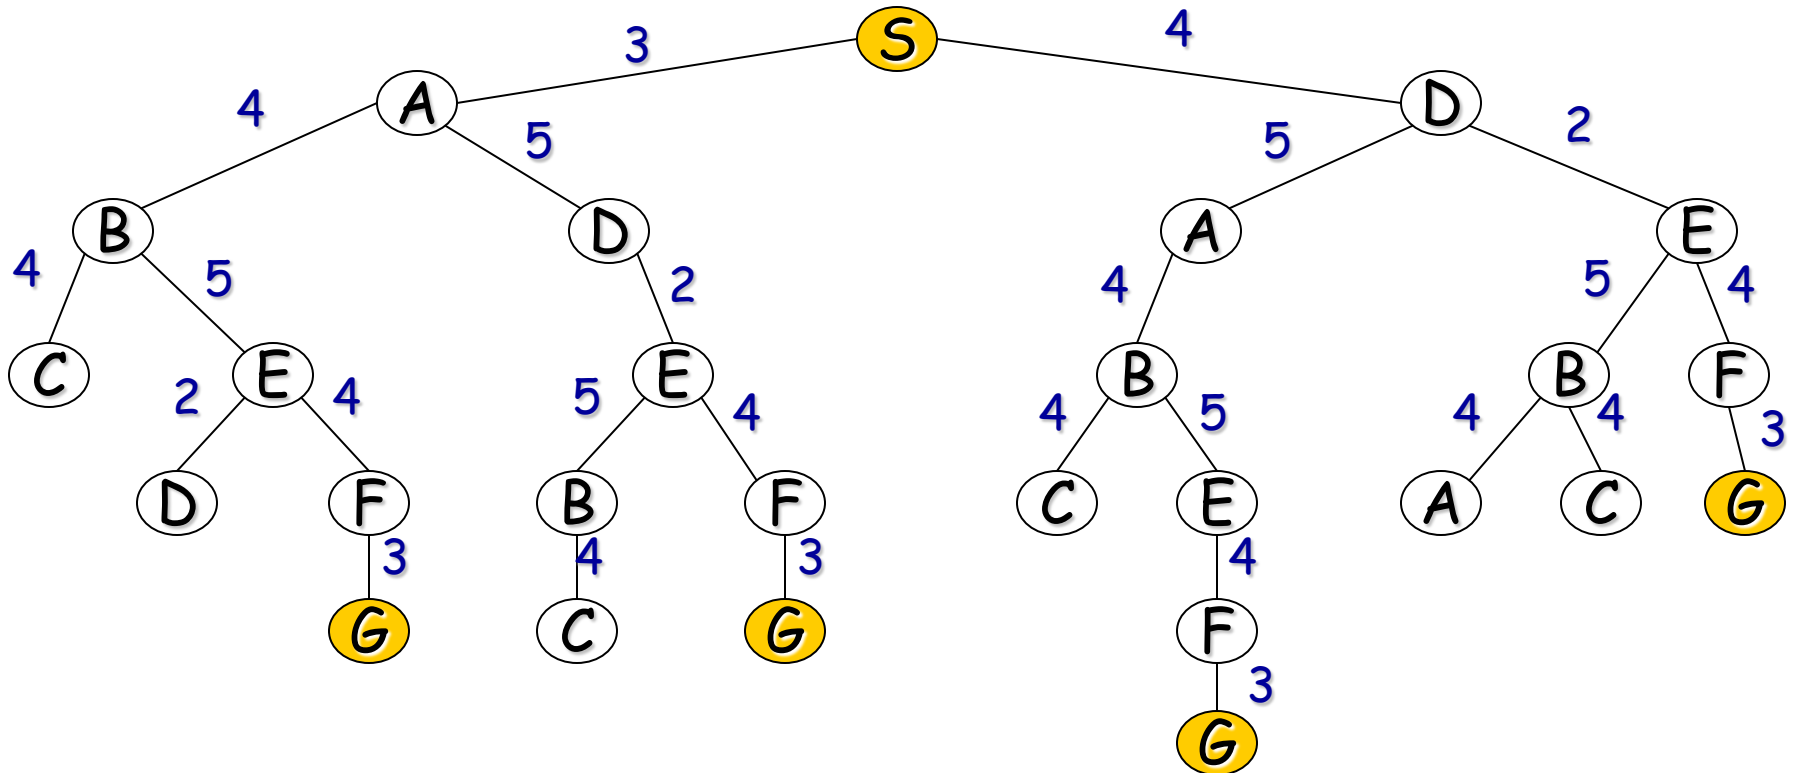 S
3 4
A D
4 5 5 2
B D A E
4 5 2 4 5 4
C E E B B F
2 4 5 4 4 5 4 4 3
D F B F C E A C G
3 4 3 4
G C G F
3
G